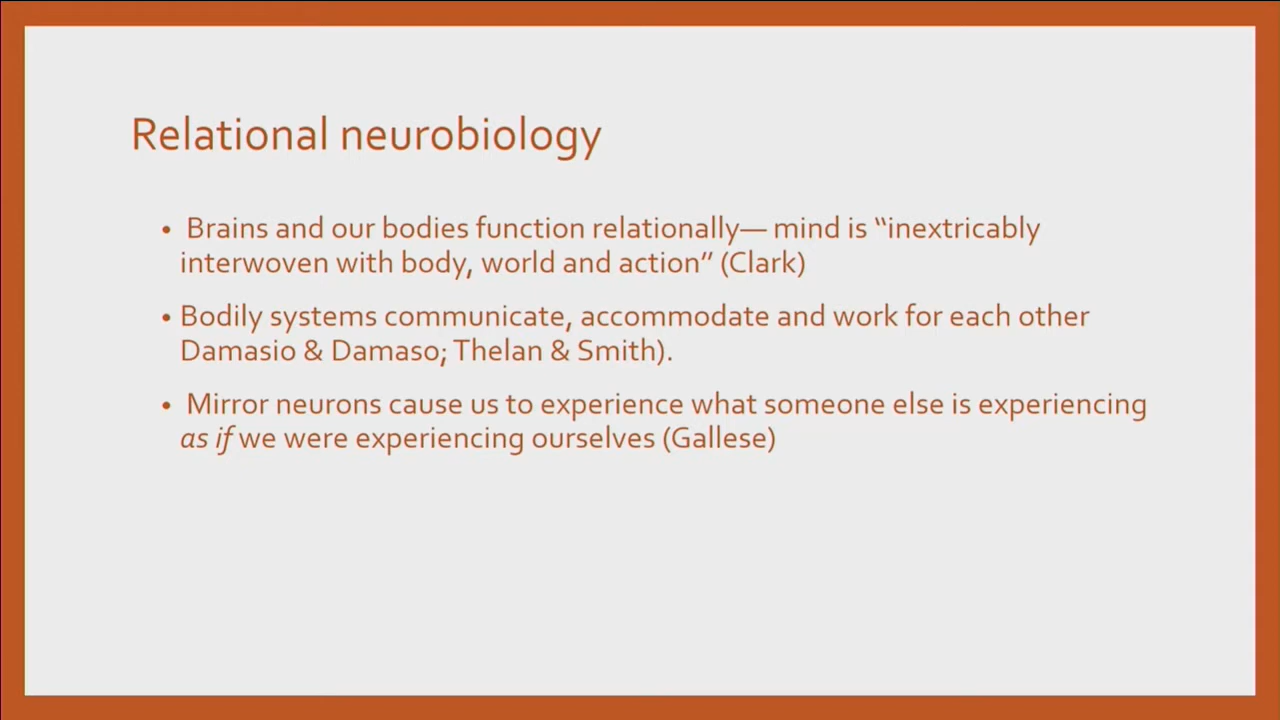 Relational neurobiology
• Brains and our bodies function relationally— mind is “inextricably
interwoven with body, world and action” (Clark)
• Bodily systems communicate, accommodate and work for each other
Damasio & Damaso; Thelan & Smith).
• Mirror neurons cause us to experience what someone else is experiencing
as if we were experiencing ourselves (Gallese)